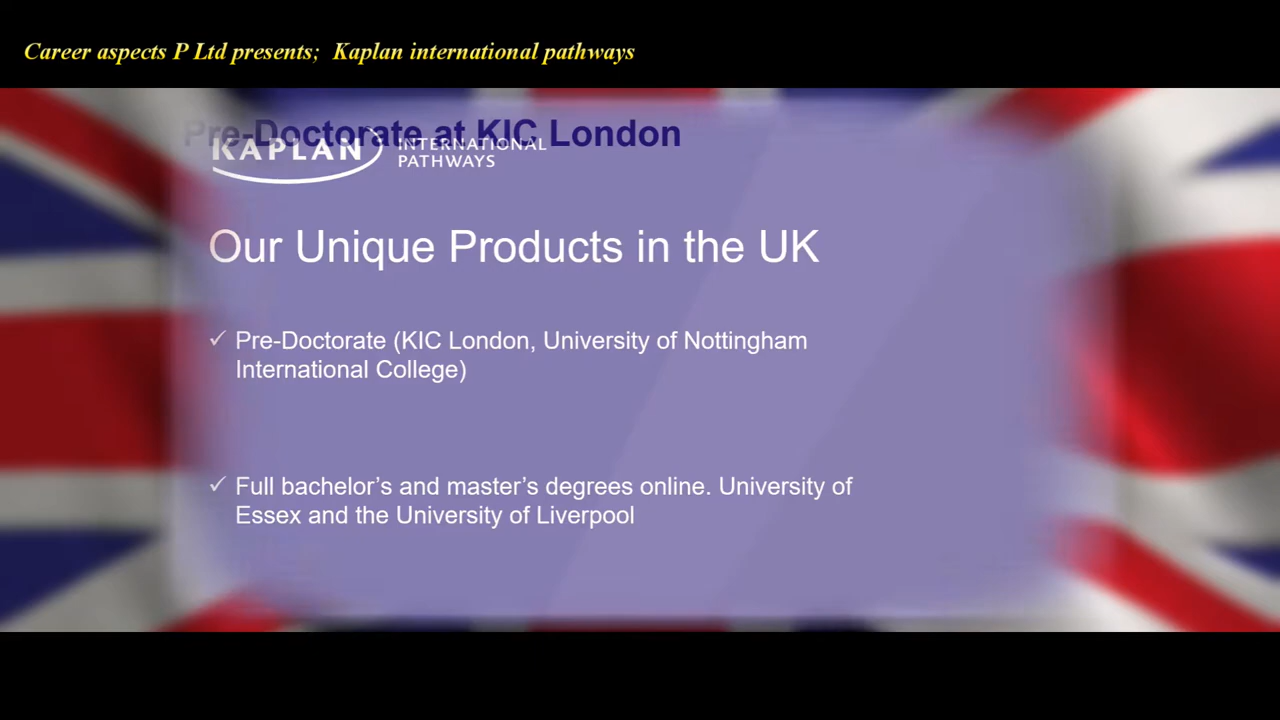 Career aspects P Ltd presents;  Kaplan international pathways
Pre-Doctorate at KIC London
KAPLAN INTERNATIONAL
PATHWAYS
Our Unique Products in the UK
✓ Pre-Doctorate (KIC London, University of Nottingham
International College)
✓ Full bachelor’s and master’s degrees online. University of
Essex and the University of Liverpool